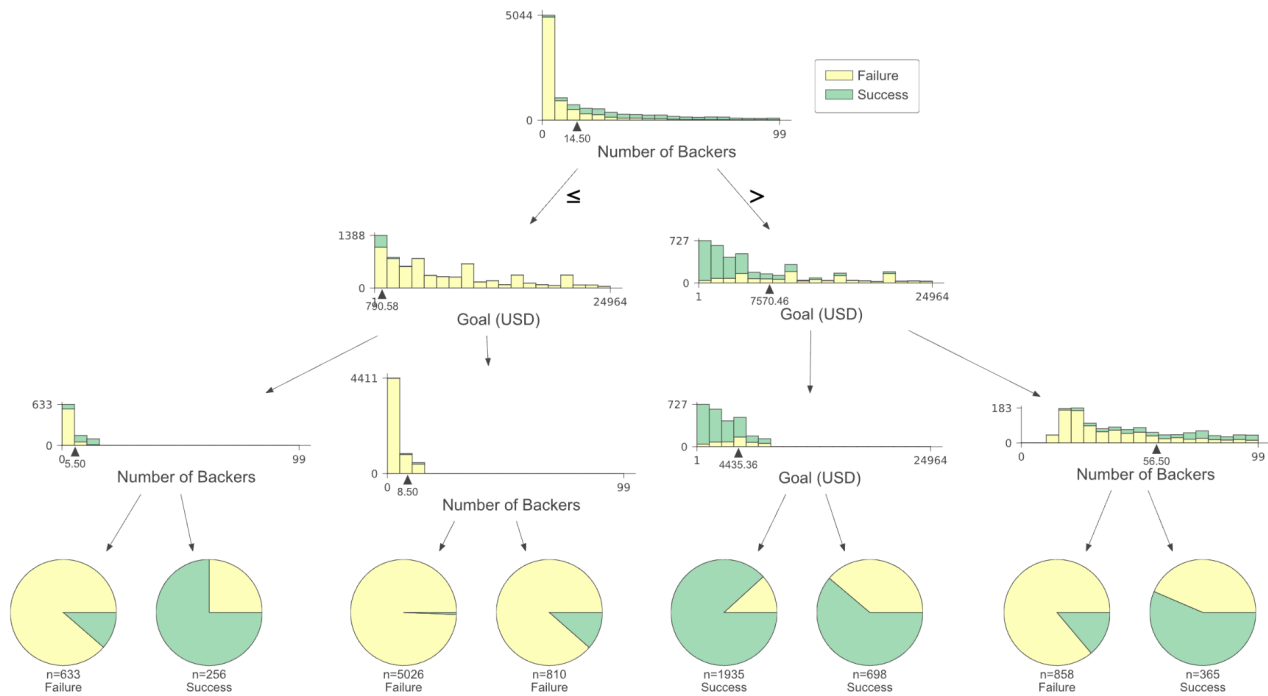 5044
0
0
14.50
99
Number of Backers
Failure
Success
≤
>
1388
0
790.58
24964
Goal (USD)
727
0
1
7570.46
24964
Goal (USD)
633
0
0
5.50
99
Number of Backers
4411
0
0
8.50
99
Number of Backers
727
0
1
4435.36
24964
Goal (USD)
183
0
0
56.50
99
Number of Backers
n=633
Failure
n=256
Success
n=5026
Failure
n=810
Failure
n=1935
Success
n=698
Success
n=858
Failure
n=365
Success